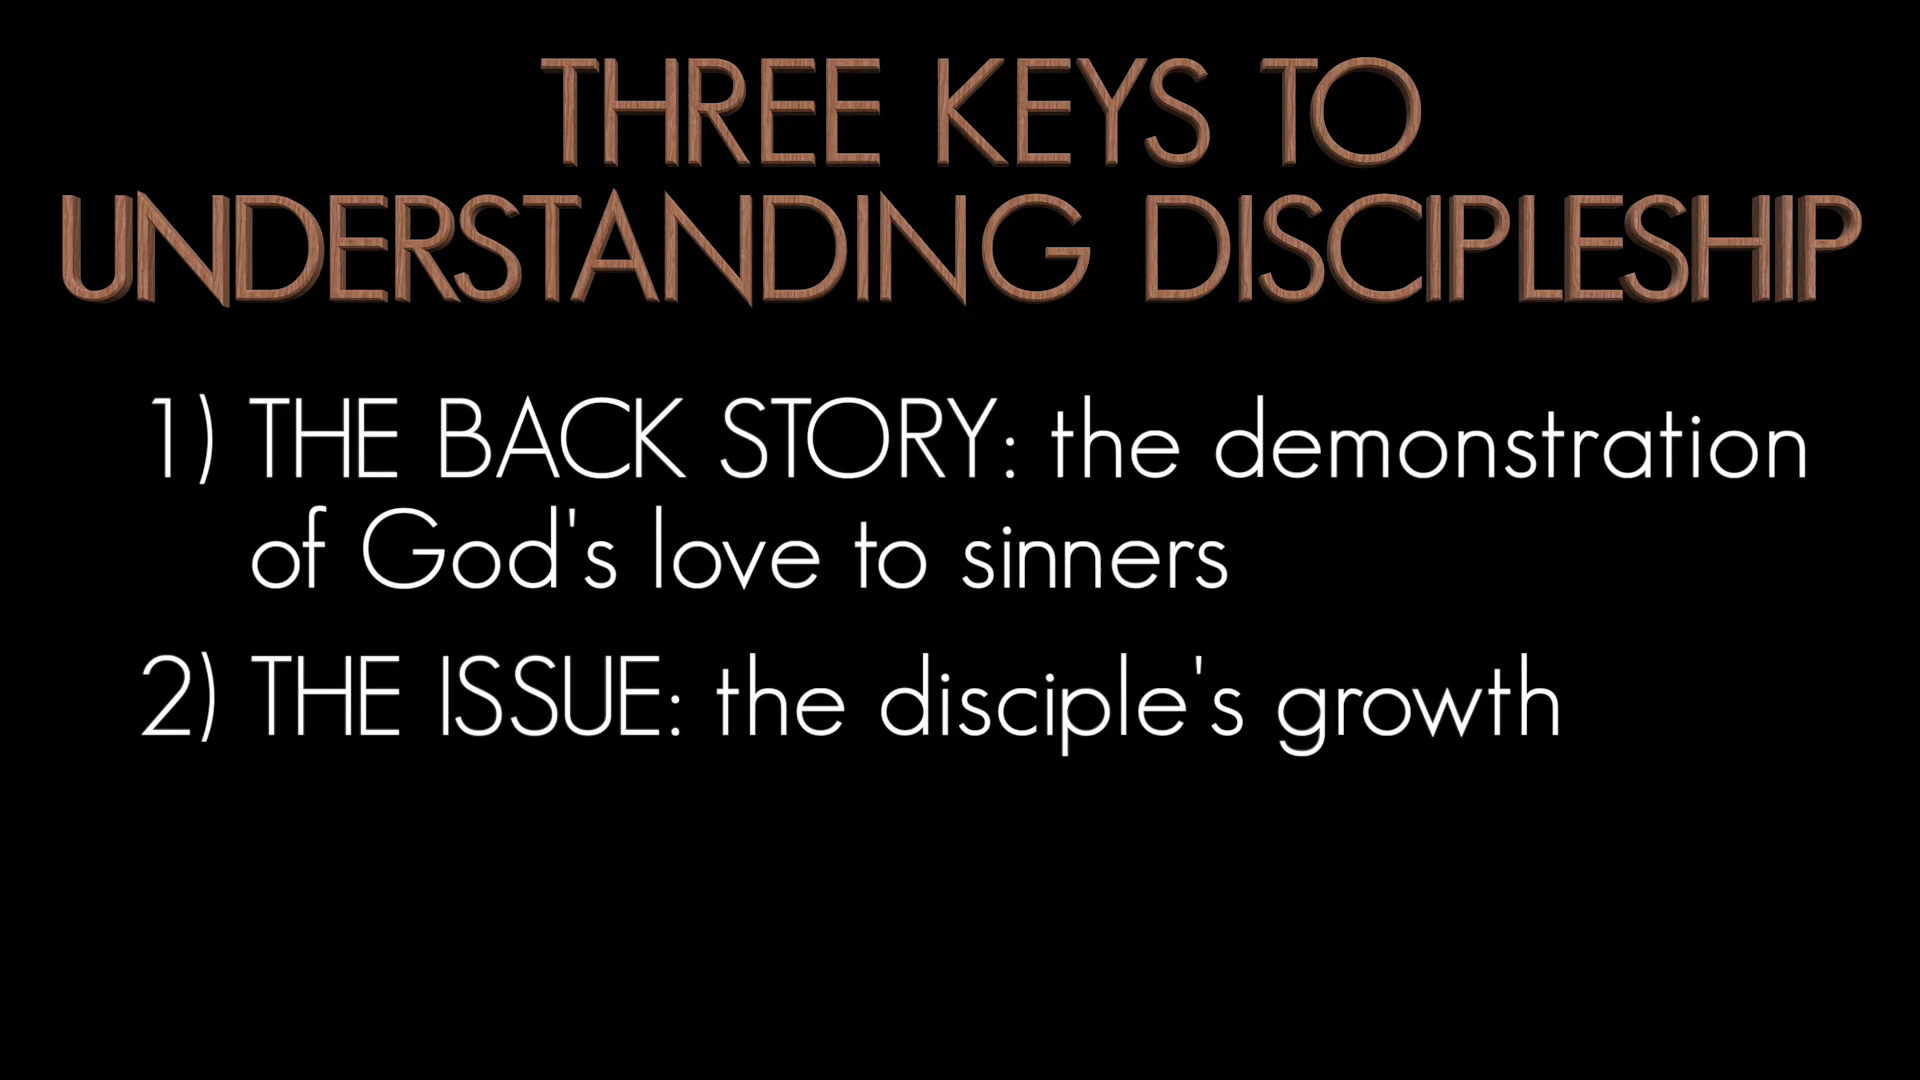 THREE KEYS TO
UNDERSTANDING DISCIPLESHIP
1) THE BACK STORY: the demonstration
of God's love to sinners
2) THE ISSUE: the disciple's growth